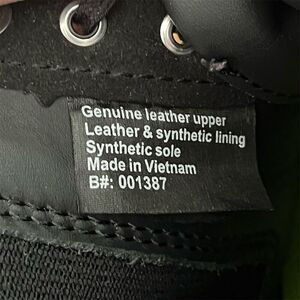 Genuine leather upper
Leather & synthetic lining
Synthetic sole
Made in Vietnam
B#: 001387